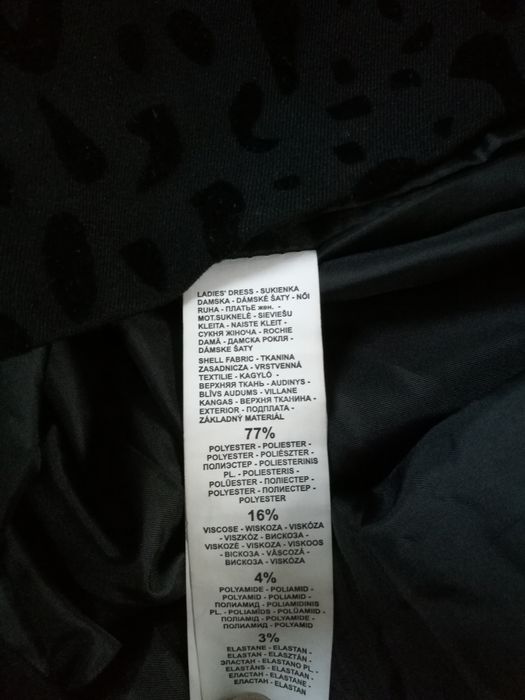 LADIES' DRESS - SUKIENKA
DAMSKA - DÁMSKÉ ŠATY - NŐI
RUHA - ПЛАТЬЕ жен. -
MOT.SUKNELĖ - SIEVIEŠU
KLEITA - NAISTE KLEIT -
СУКНЯ ЖІНОЧА - ROCHIE
DAMĂ - ДАМСКА РОКЛЯ -
DÁMSKE ŠATY
SHELL FABRIC - TKANINA
ZASADNICZA - VRSTVENNÁ
TEXTILIE - KAGYLÓ -
ВЕРХНЯЯ ТКАНЬ - AUDINYS -
BLĪVS AUDUMS - VILLANE
KANGAS - ВЕРХНЯ ТКАНИНА -
EXTERIOR - ПОДПЛАТА -
ZÁKLADNÝ MATERIÁL
77%
POLYESTER - POLIESTER -
POLYESTER - POLIÉSZTER -
ПОЛИЭСТЕР - POLIESTERINIS
PL. - POLIESTERIS -
POLÜESTER - ПОЛІЕСТЕР -
POLYESTER - ПОЛИЕСТЕР -
POLYESTER
16%
VISCOSE - WISKOZA - VISKÓZA
- VISZKÓZ - ВИСКОЗА -
VISKOZĖ - VISKOZA - VISKOOS
- ВІСКОЗА - VÂSCOZĂ -
ВИСКОЗА - VISKÓZA
4%
POLYAMIDE - POLIAMID -
POLYAMID - POLIAMID -
ПОЛИАМИД - POLIAMIDINIS
PL. - POLIAMĪDS - POLÜAMIID -
ПОЛІАМІД - POLYAMIDE -
ПОЛИАМИД - POLYAMID
3%
ELASTANE - ELASTAN -
ELASTAN - ELASZTÁN -
ЭЛАСТАН - ELASTANO PL. -
ELASTĀNS - ELASTAAN -
ЕЛАСТАН - ELASTANE -
ЕЛАСТАН - ELASTAN